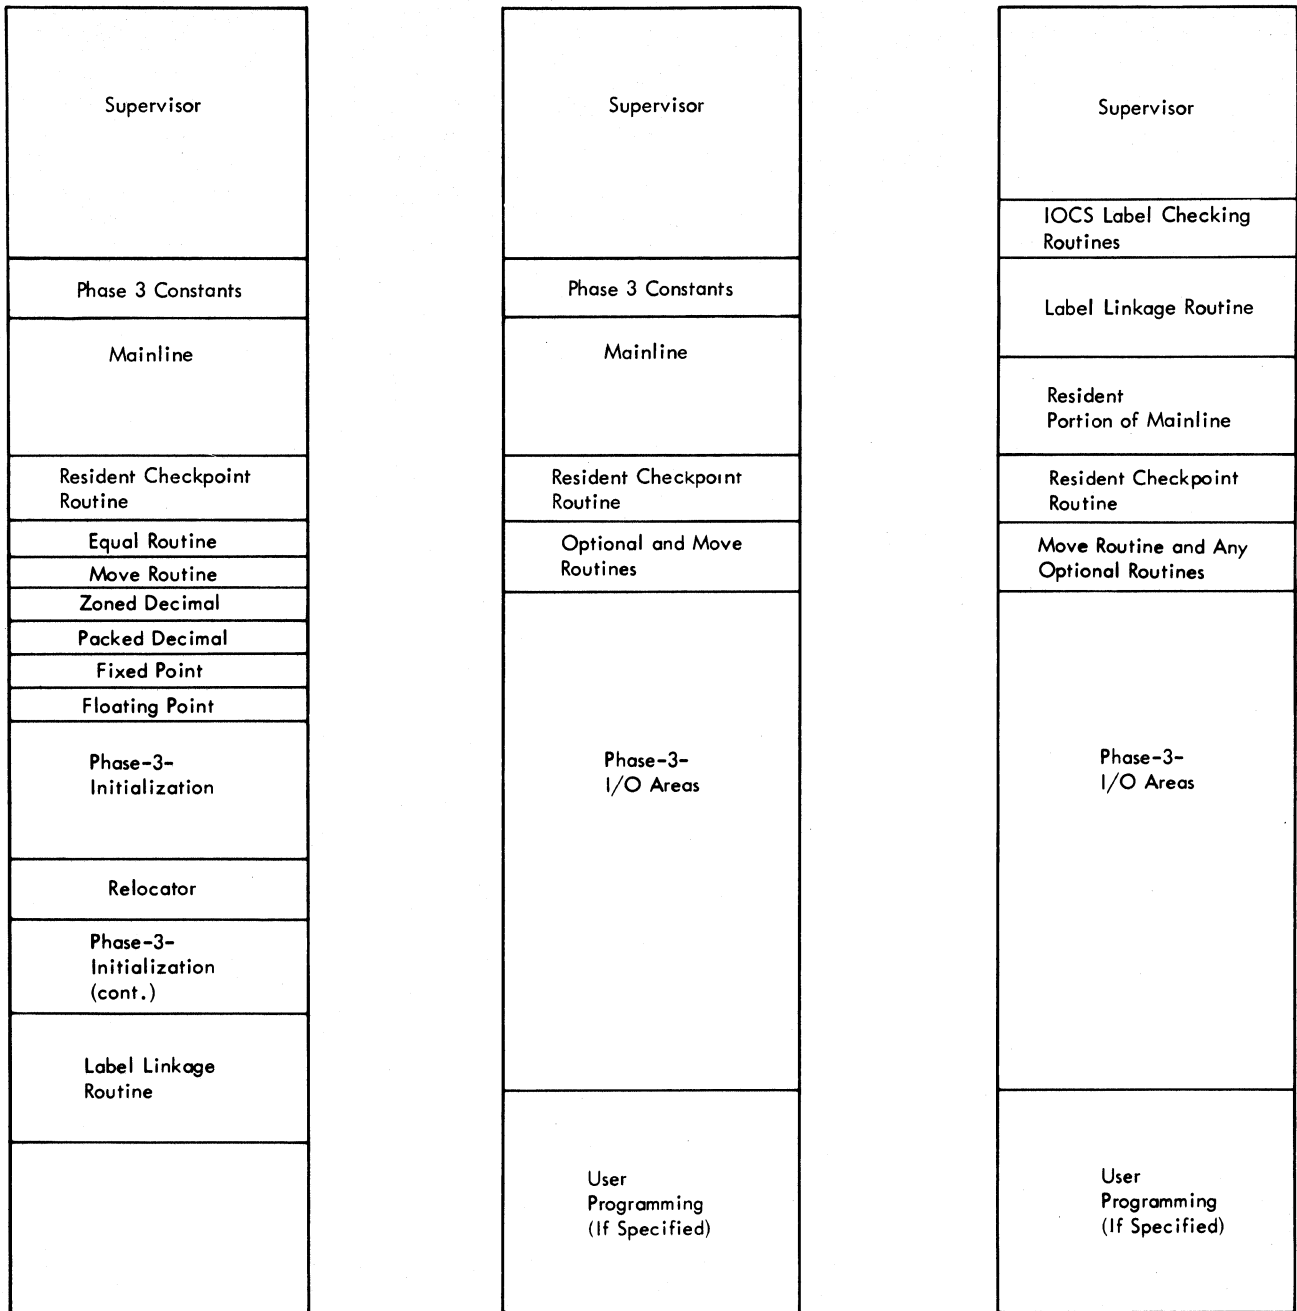 Supervisor
Phase 3 Constants
Mainline
Resident Checkpoint
Routine
Equal Routine
Move Routine
Zoned Decimal
Packed Decimal
Fixed Point
Floating Point
Phase-3-
Initialization
Relocator
Phase-3-
Initialization
(cont.)
Label Linkage
Routine
Supervisor
Phase 3 Constants
Mainline
Resident Checkpoint
Routine
Optional and Move
Routines
Phase-3-
I/O Areas
User
Programming
(If Specified)
Supervisor
IOCS Label Checking
Routines
Label Linkage Routine
Resident
Portion of Mainline
Resident Checkpoint
Routine
Move Routine and Any
Optional Routines
Phase-3-
I/O Areas
User
Programming
(If Specified)